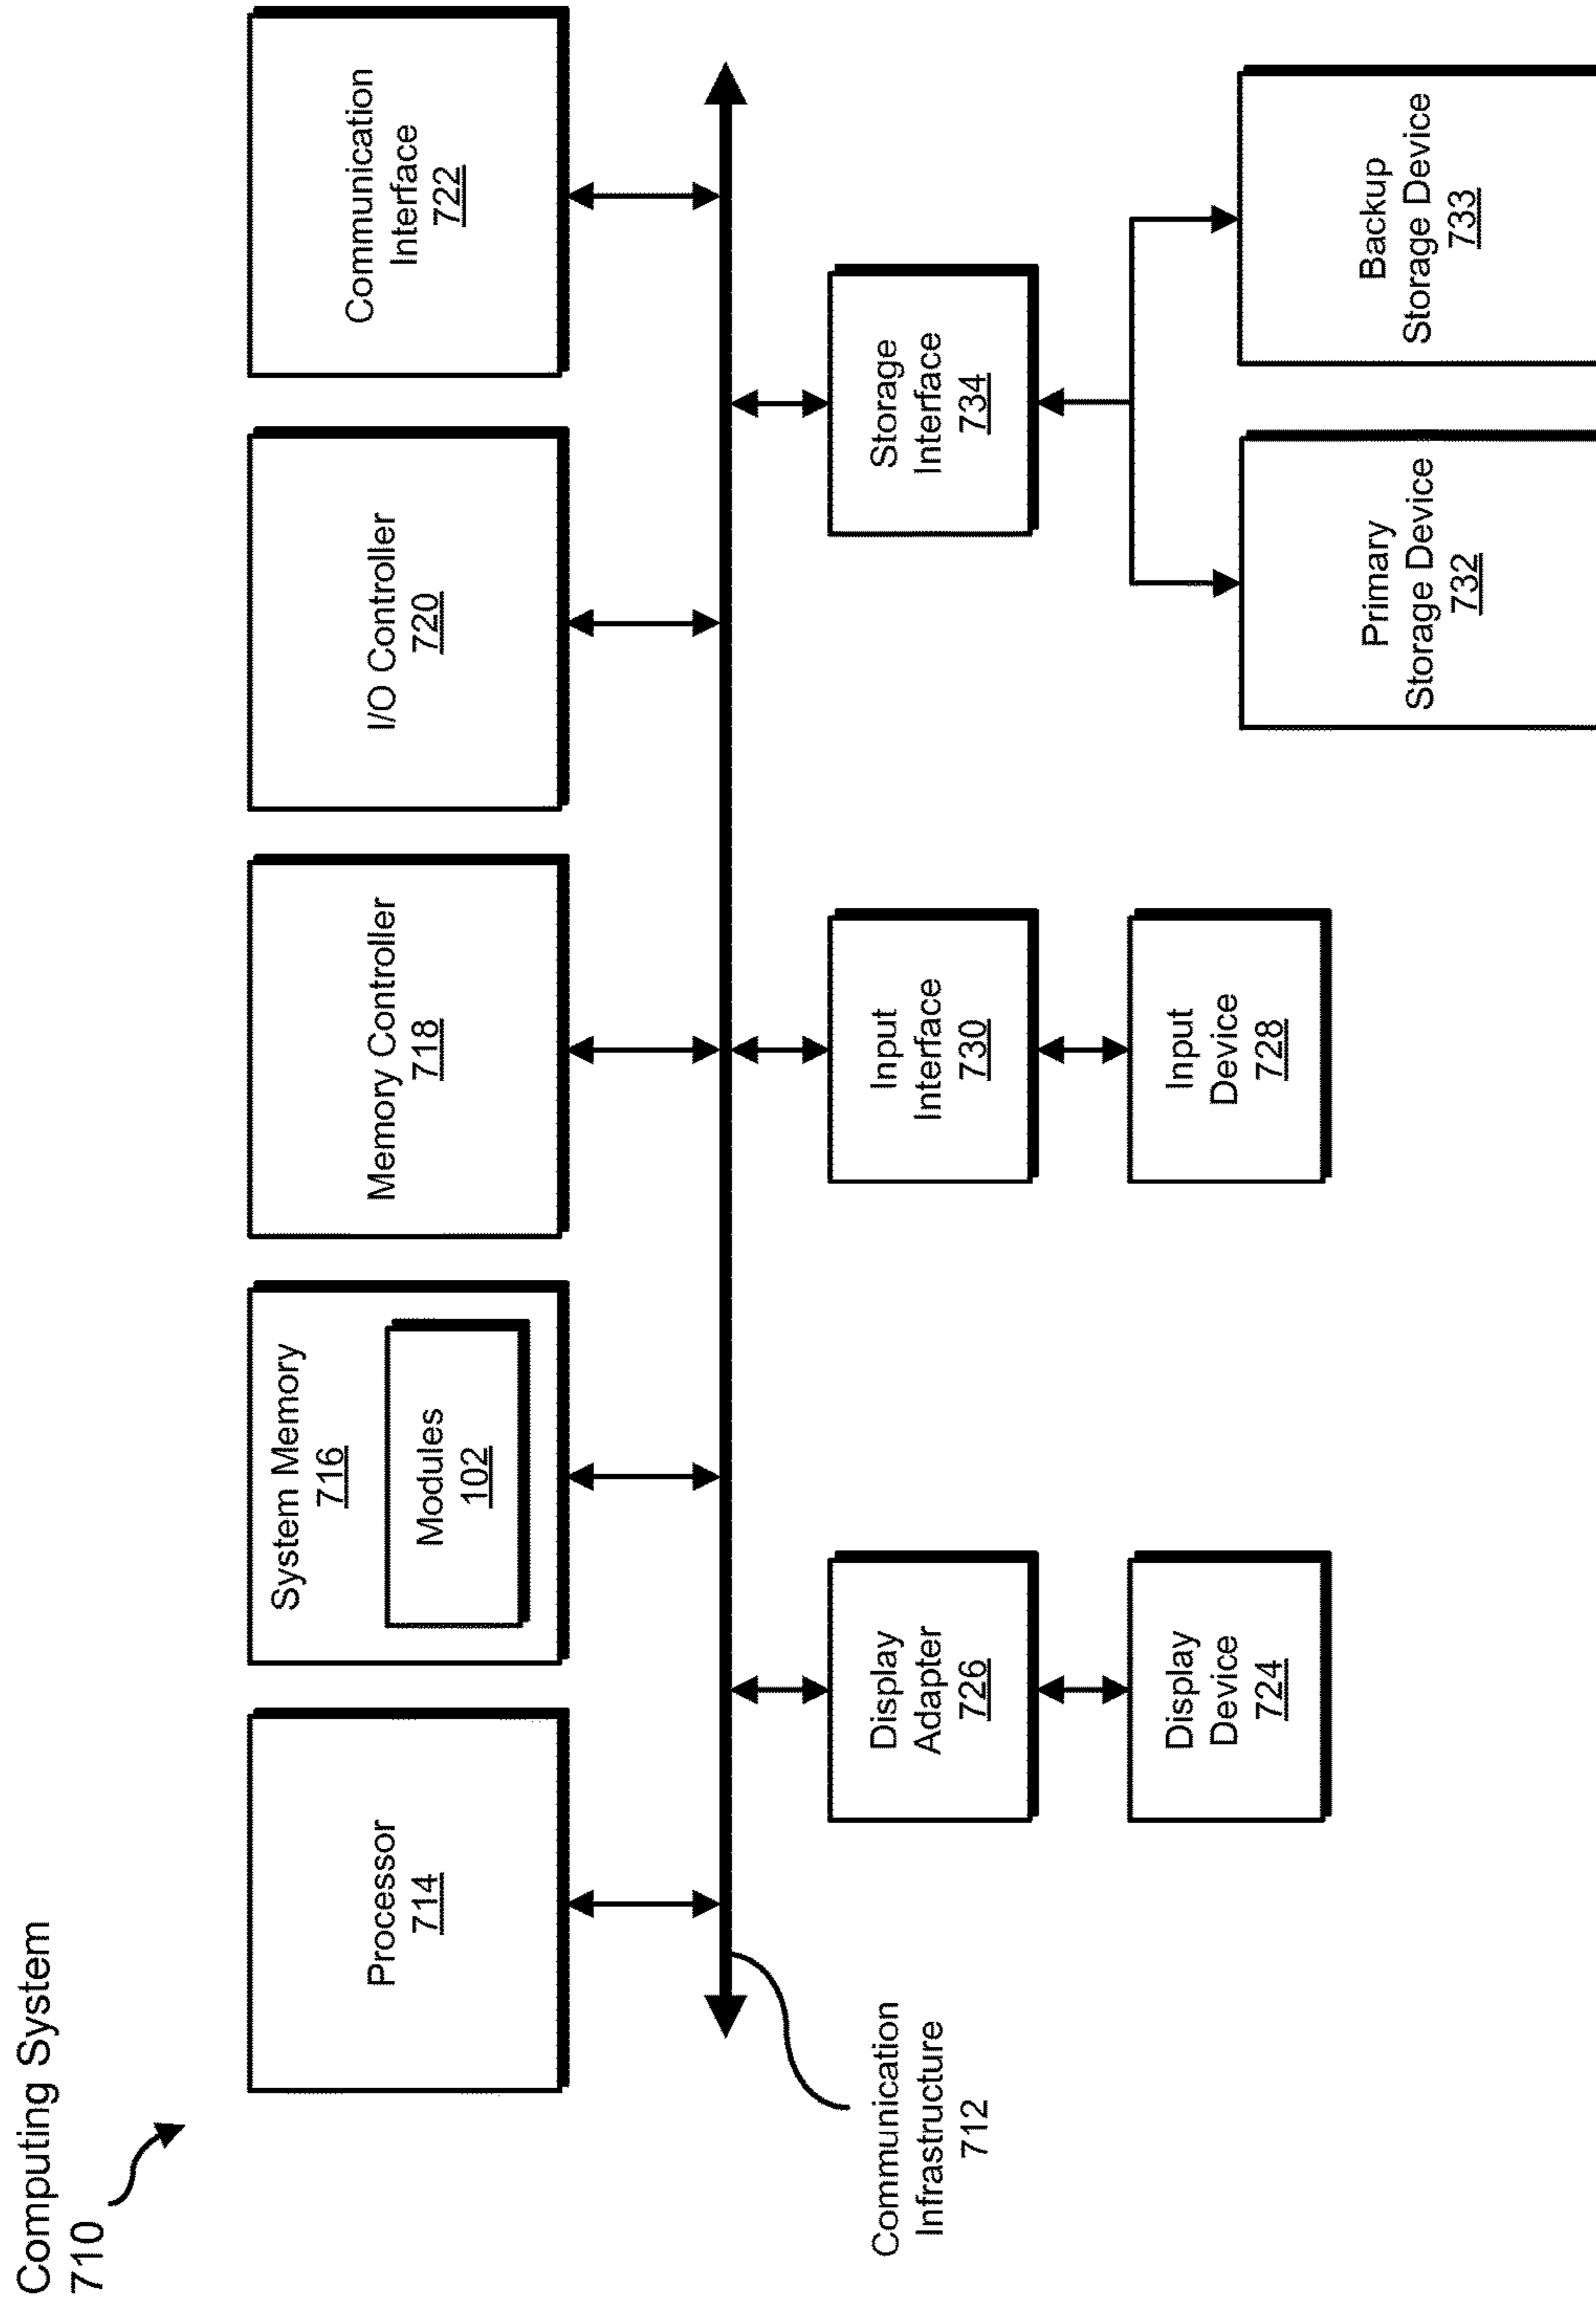 Computing System
710
Processor
714
System Memory
716
Modules
102
Memory Controller
718
I/O Controller
720
Communication
Interface
722
Communication
Infrastructure
712
Display
Adapter
726
Input
Interface
730
Storage
Interface
734
Display
Device
724
Input
Device
728
Primary
Storage Device
732
Backup
Storage Device
733